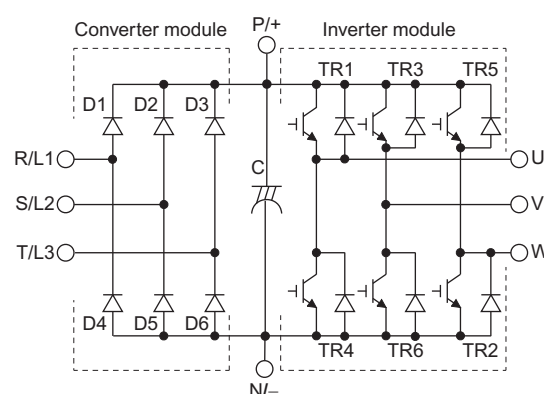 Converter module
P/+
Inverter module
D1
D2
D3
TR1
TR3
TR5
R/L1
C
U
S/L2
V
T/L3
W
D4
D5
D6
TR4
TR6
TR2
N/−